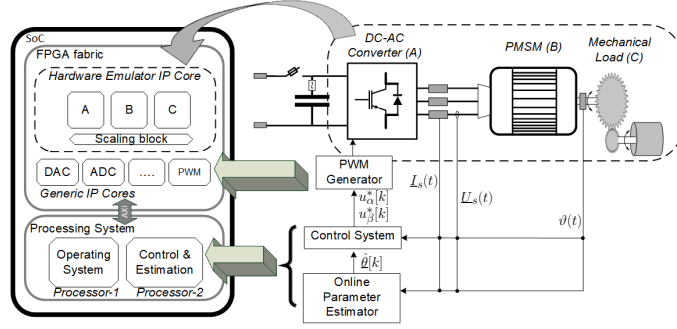 SoC
FPGA fabric
Hardware Emulator IP Core
A
B
C
Scaling block
DAC
ADC
....
PWM
Generic IP Cores
AXI
Processing System
Operating
System
Control &
Estimation
Processor-1
Processor-2
DC-AC
Converter (A)
PMSM (B)
Mechanical
Load (C)
PWM
Generator
u*α[k]
u*β[k]
I̲s(t)
U̲s(t)
ϑ(t)
Control System
θ̲̂[k]
Online
Parameter
Estimator